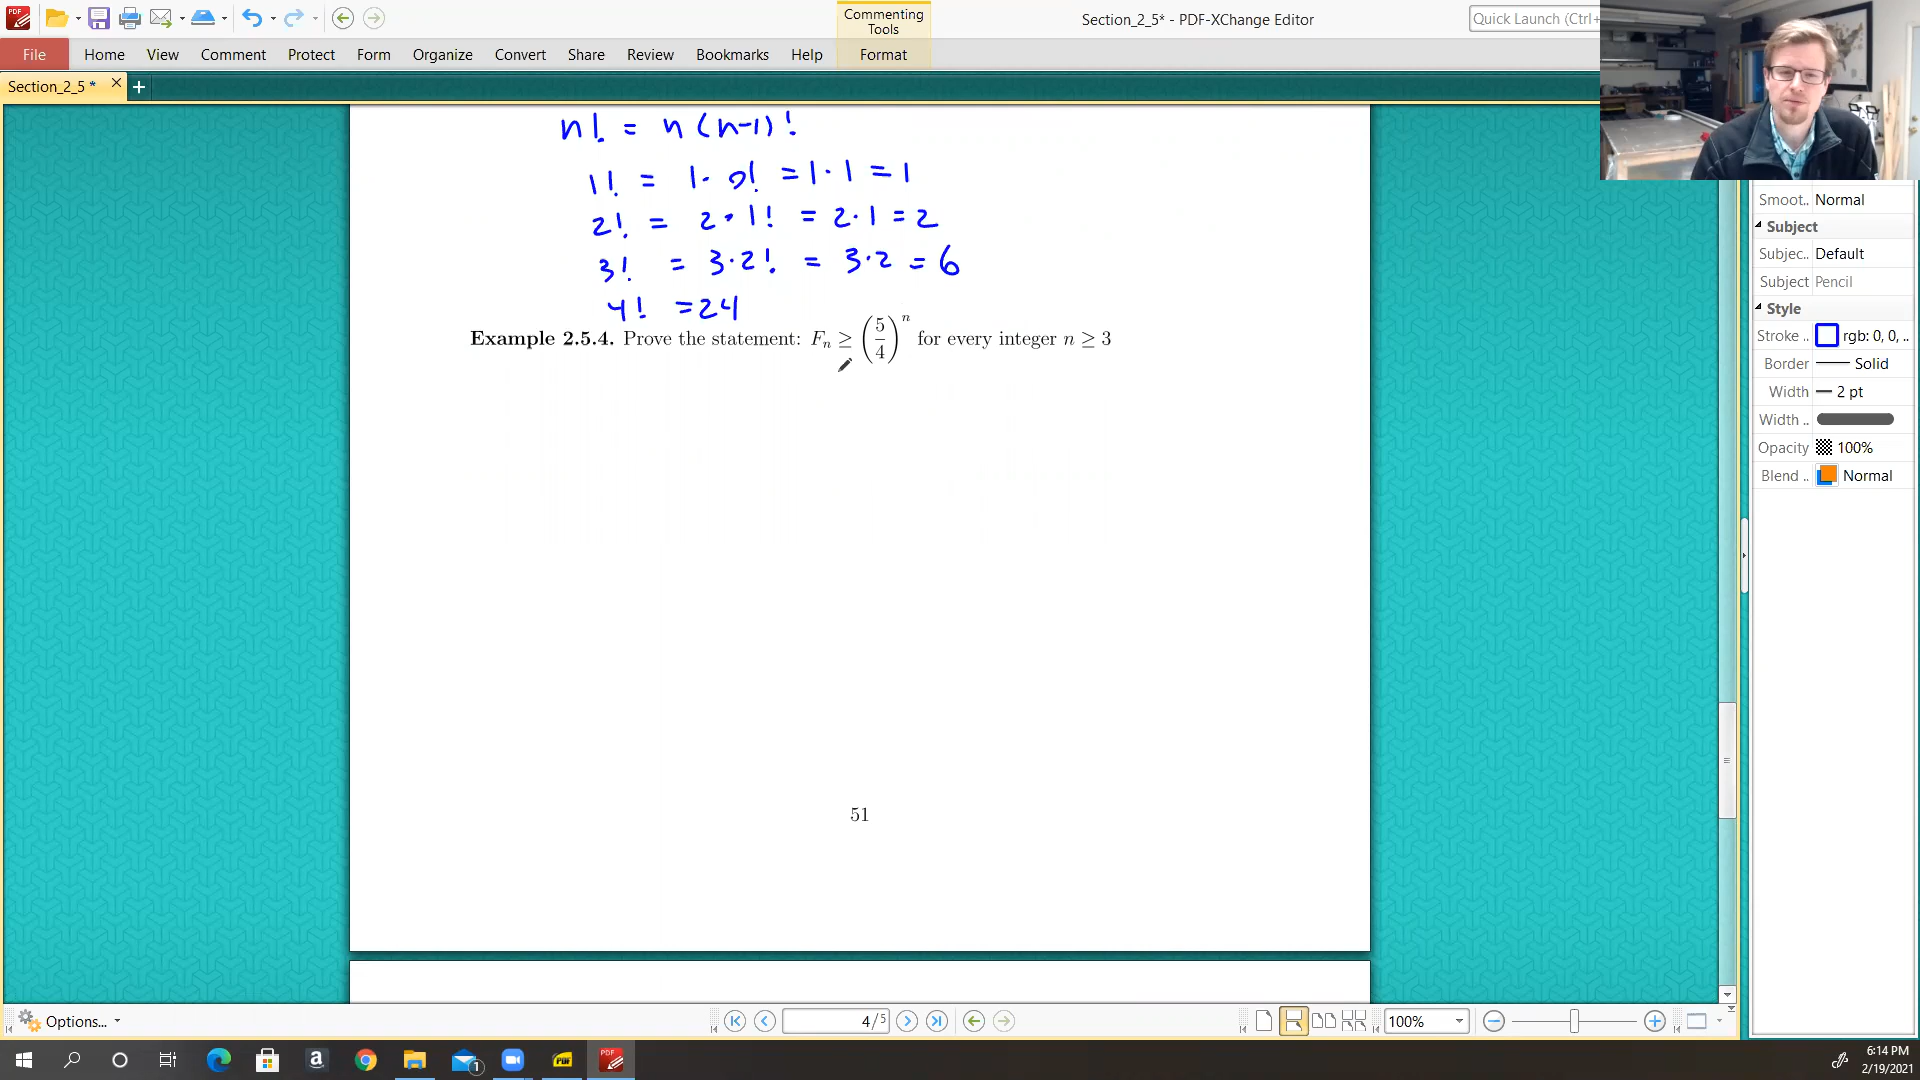 Commenting Tools
Section_2_5* - PDF-XChange Editor
Quick Launch (Ctrl+
File Home View Comment Protect Form Organize Convert Share Review Bookmarks Help Format
Section_2_5 *
n! = n(n-1)!
1! = 1· 0! = 1· 1 = 1
2! = 2· 1! = 2·1 = 2
3! = 3·2! = 3·2 = 6
4! = 24
Example 2.5.4. Prove the statement: Fₙ ≥ (5/4)ⁿ for every integer n ≥ 3
51
Smoot.. Normal
Subject
Subjec.. Default
Subject Pencil
Style
Stroke .. rgb: 0, 0, ..
Border Solid
Width 2 pt
Width ..
Opacity 100%
Blend .. Normal
Options...
4/5
100%
1
6:14 PM
2/19/2021